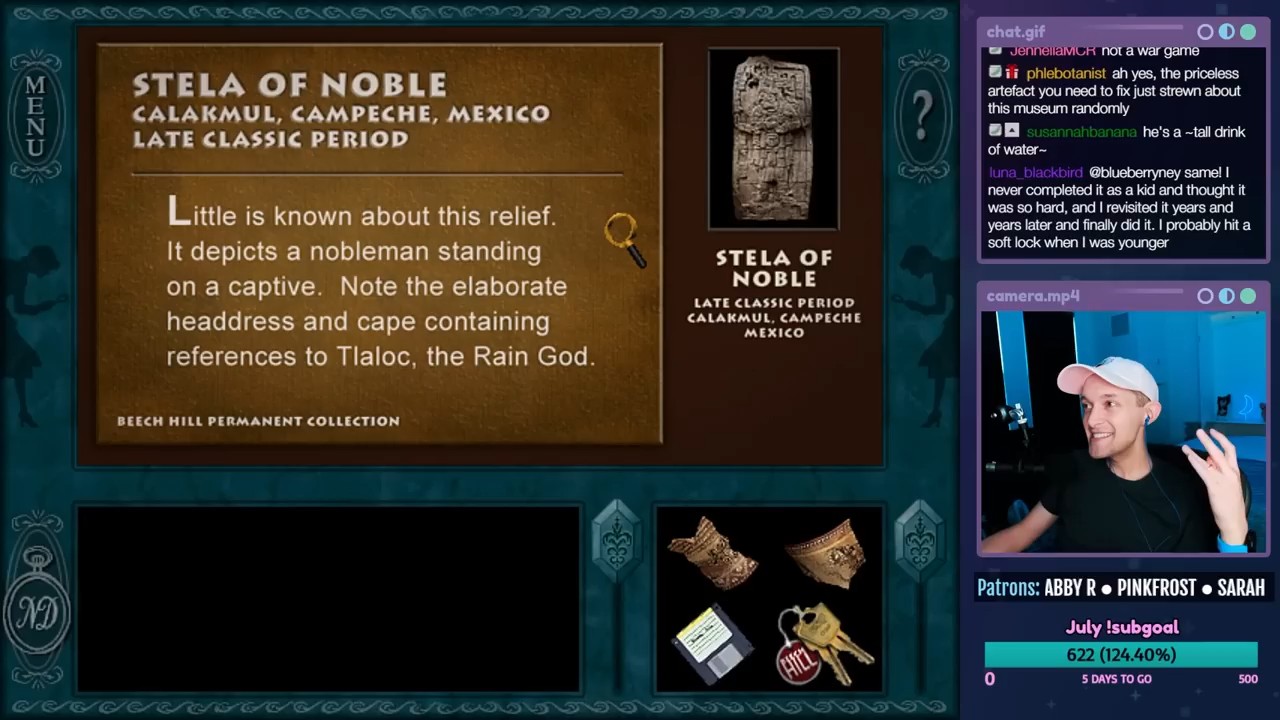 MENU
STELA OF NOBLE
CALAKMUL, CAMPECHE, MEXICO
LATE CLASSIC PERIOD
Little is known about this relief.
It depicts a nobleman standing
on a captive. Note the elaborate
headdress and cape containing
references to Tlaloc, the Rain God.
BEECH HILL PERMANENT COLLECTION
STELA OF
NOBLE
LATE CLASSIC PERIOD
CALAKMUL, CAMPECHE
MEXICO
?
ND
HILL
chat.gif
JennellaMCR not a war game
phlebotanist ah yes, the priceless
artefact you need to fix just strewn about
this museum randomly
susannahbanana he's a ~tall drink
of water~
luna_blackbird @blueberryney same! I
never completed it as a kid and thought it
was so hard, and I revisited it years and
years later and finally did it. I probably hit a
soft lock when I was younger
camera.mp4
Patrons: ABBY R ● PINKFROST ● SARAH
July !subgoal
622 (124.40%)
0 5 DAYS TO GO 500